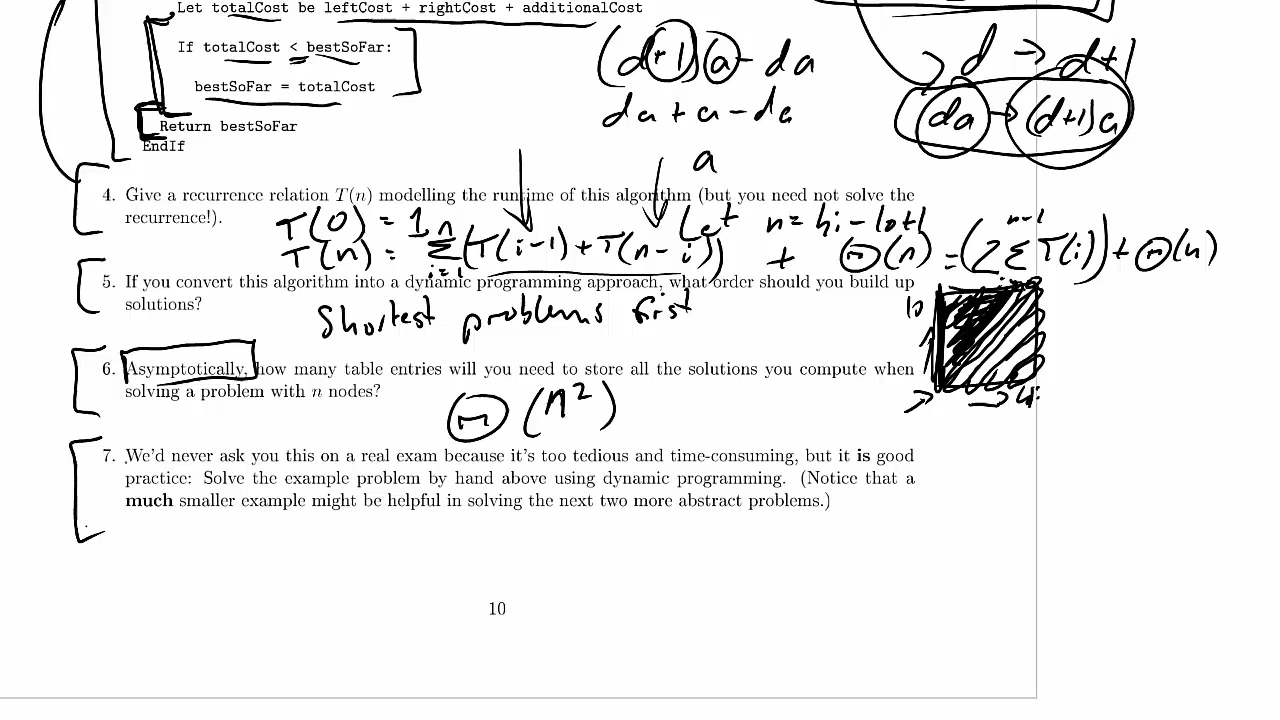 Let totalCost be leftCost + rightCost + additionalCost
If totalCost < bestSoFar:
bestSoFar = totalCost
Return bestSoFar
EndIf
(d+1)a - da
da + a - da
a
d → d+1
da → (d+1)a
4. Give a recurrence relation T(n) modelling the runtime of this algorithm (but you need not solve the
recurrence!).
T(0) = 1
Let n = hi - lo + 1
T(n) = Σ_{i=1}^{n} (T(i-1) + T(n-i)) + Θ(n) = (2 Σ^{n-1} T(i)) + Θ(n)
5. If you convert this algorithm into a dynamic programming approach, what order should you build up
solutions?
Shortest problems first
lo
hi
6. Asymptotically, how many table entries will you need to store all the solutions you compute when
solving a problem with n nodes?
Θ(n²)
7. We'd never ask you this on a real exam because it's too tedious and time-consuming, but it is good
practice: Solve the example problem by hand above using dynamic programming. (Notice that a
much smaller example might be helpful in solving the next two more abstract problems.)
10